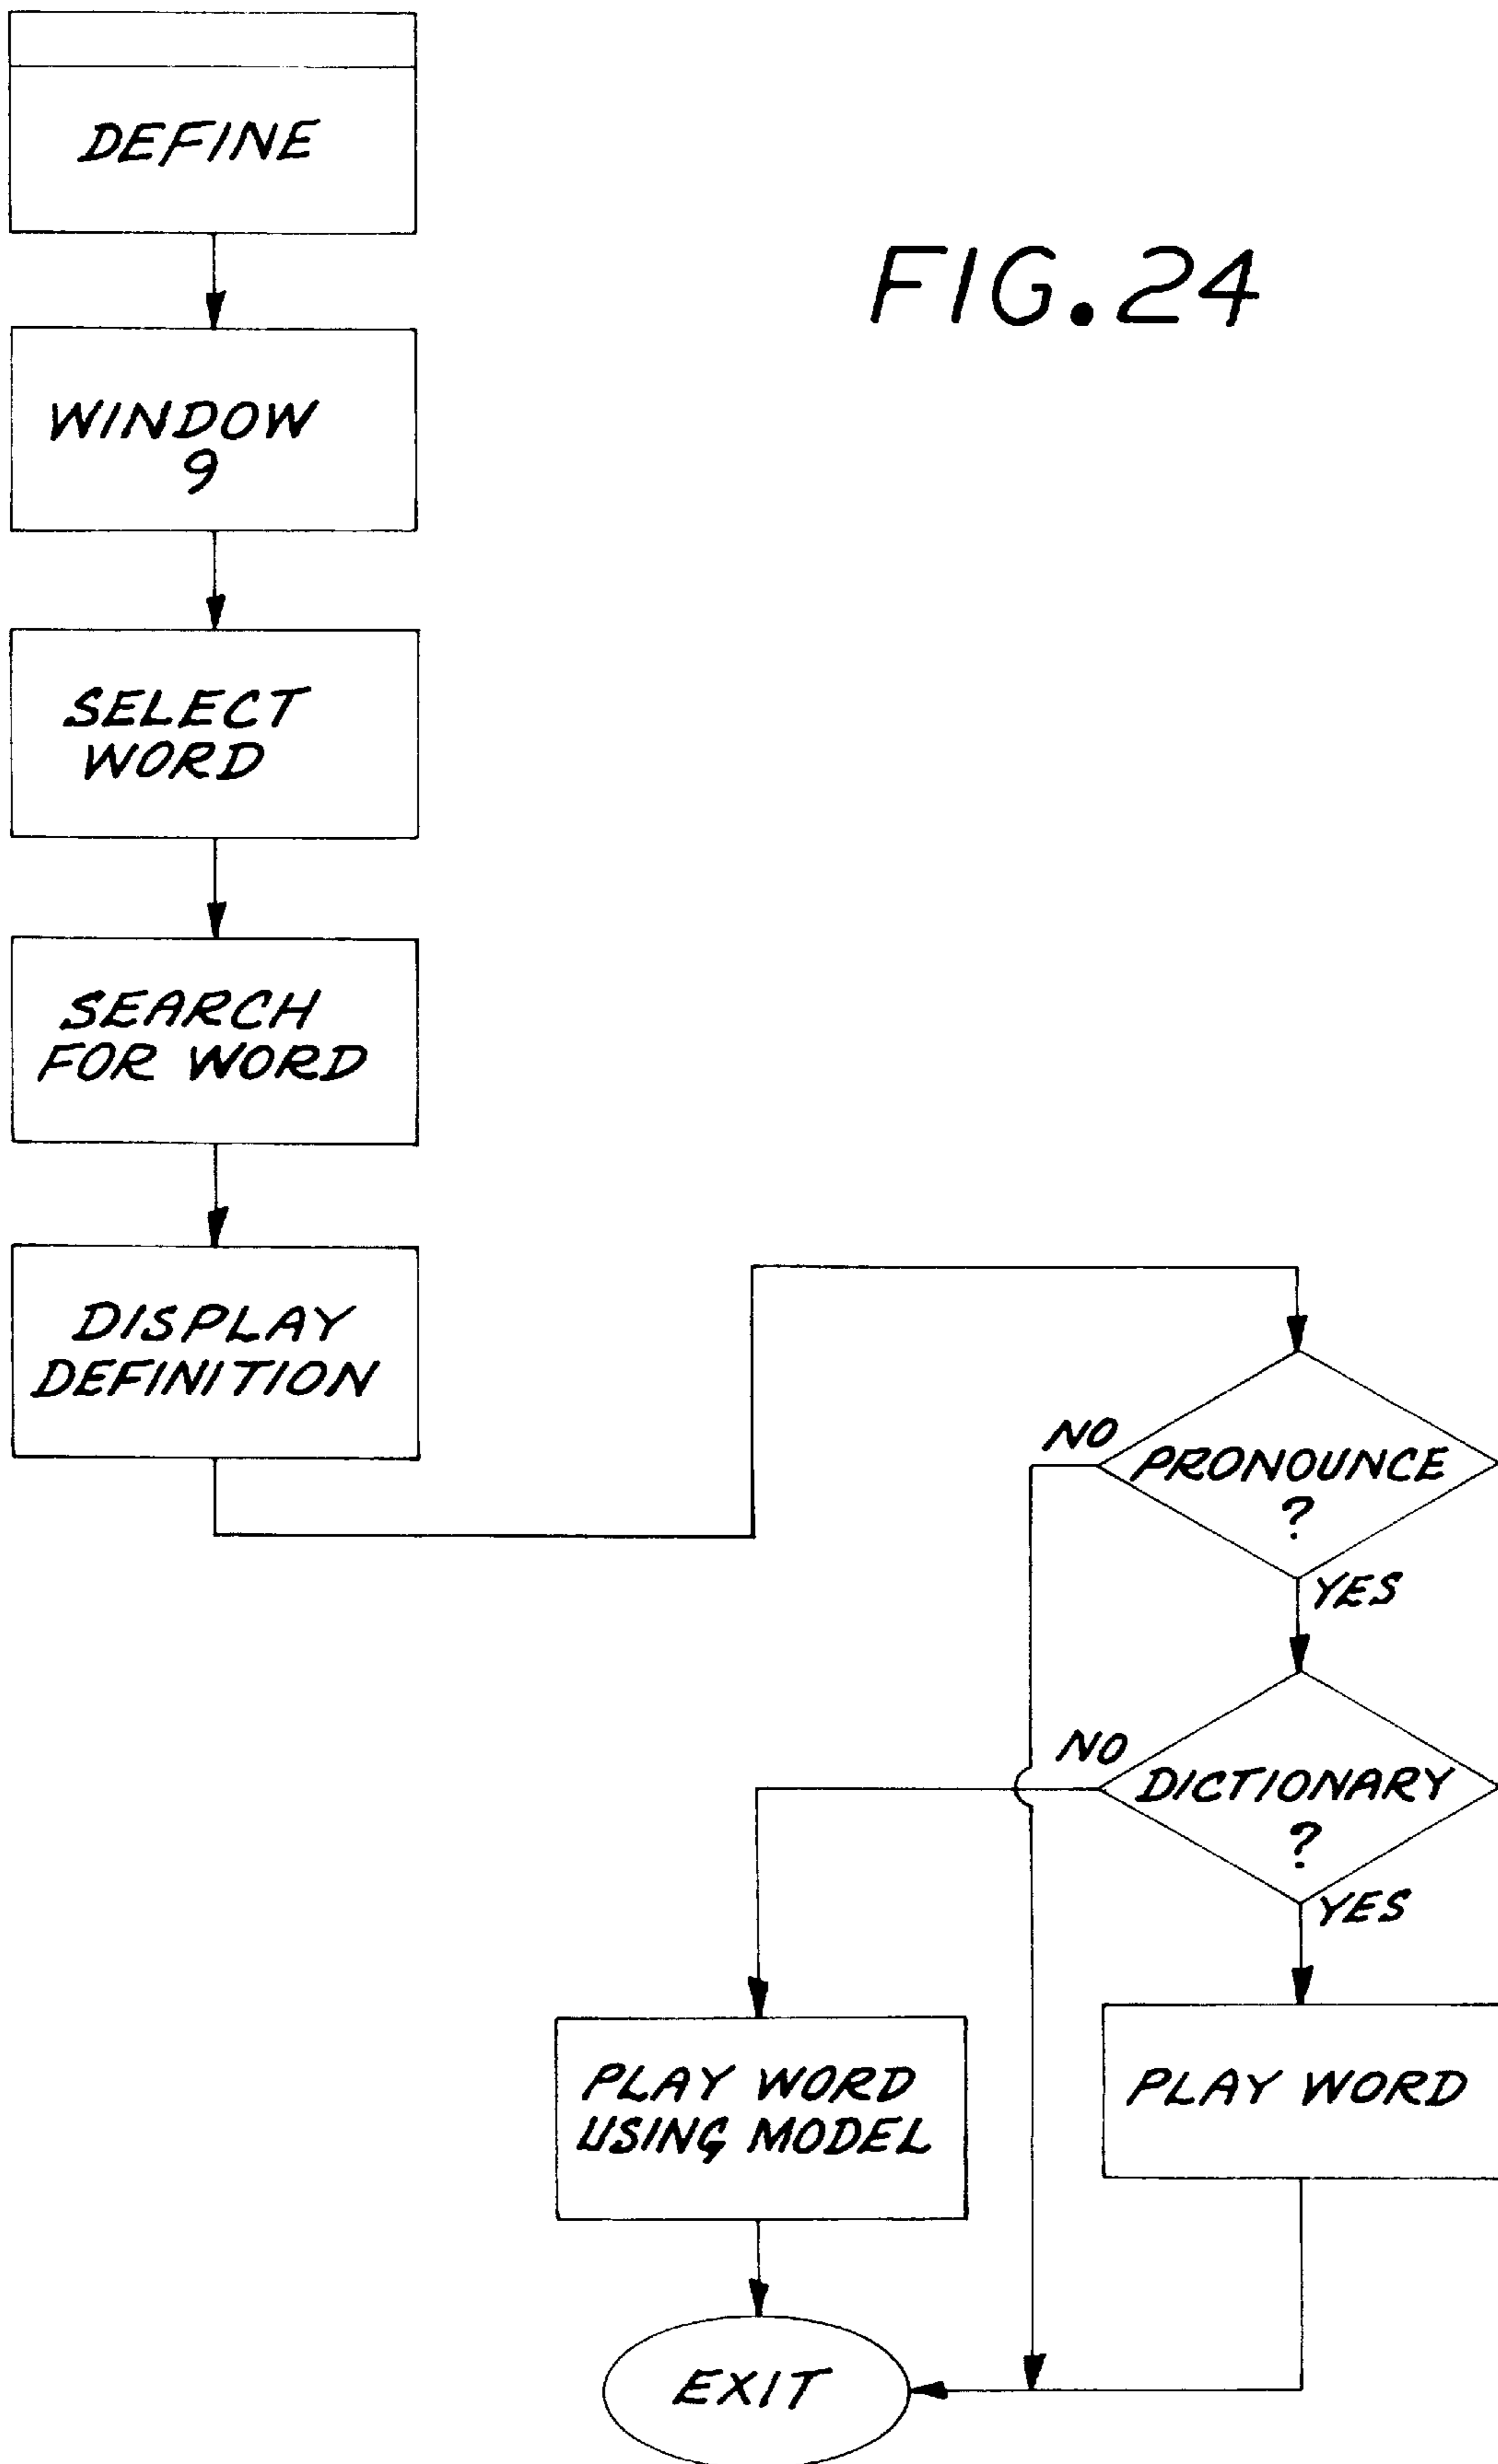 DEFINE
FIG. 24
WINDOW
9
SELECT
WORD
SEARCH
FOR WORD
DISPLAY
DEFINITION
NO
PRONOUNCE
?
YES
NO
DICTIONARY
?
YES
PLAY WORD
USING MODEL
PLAY WORD
EXIT